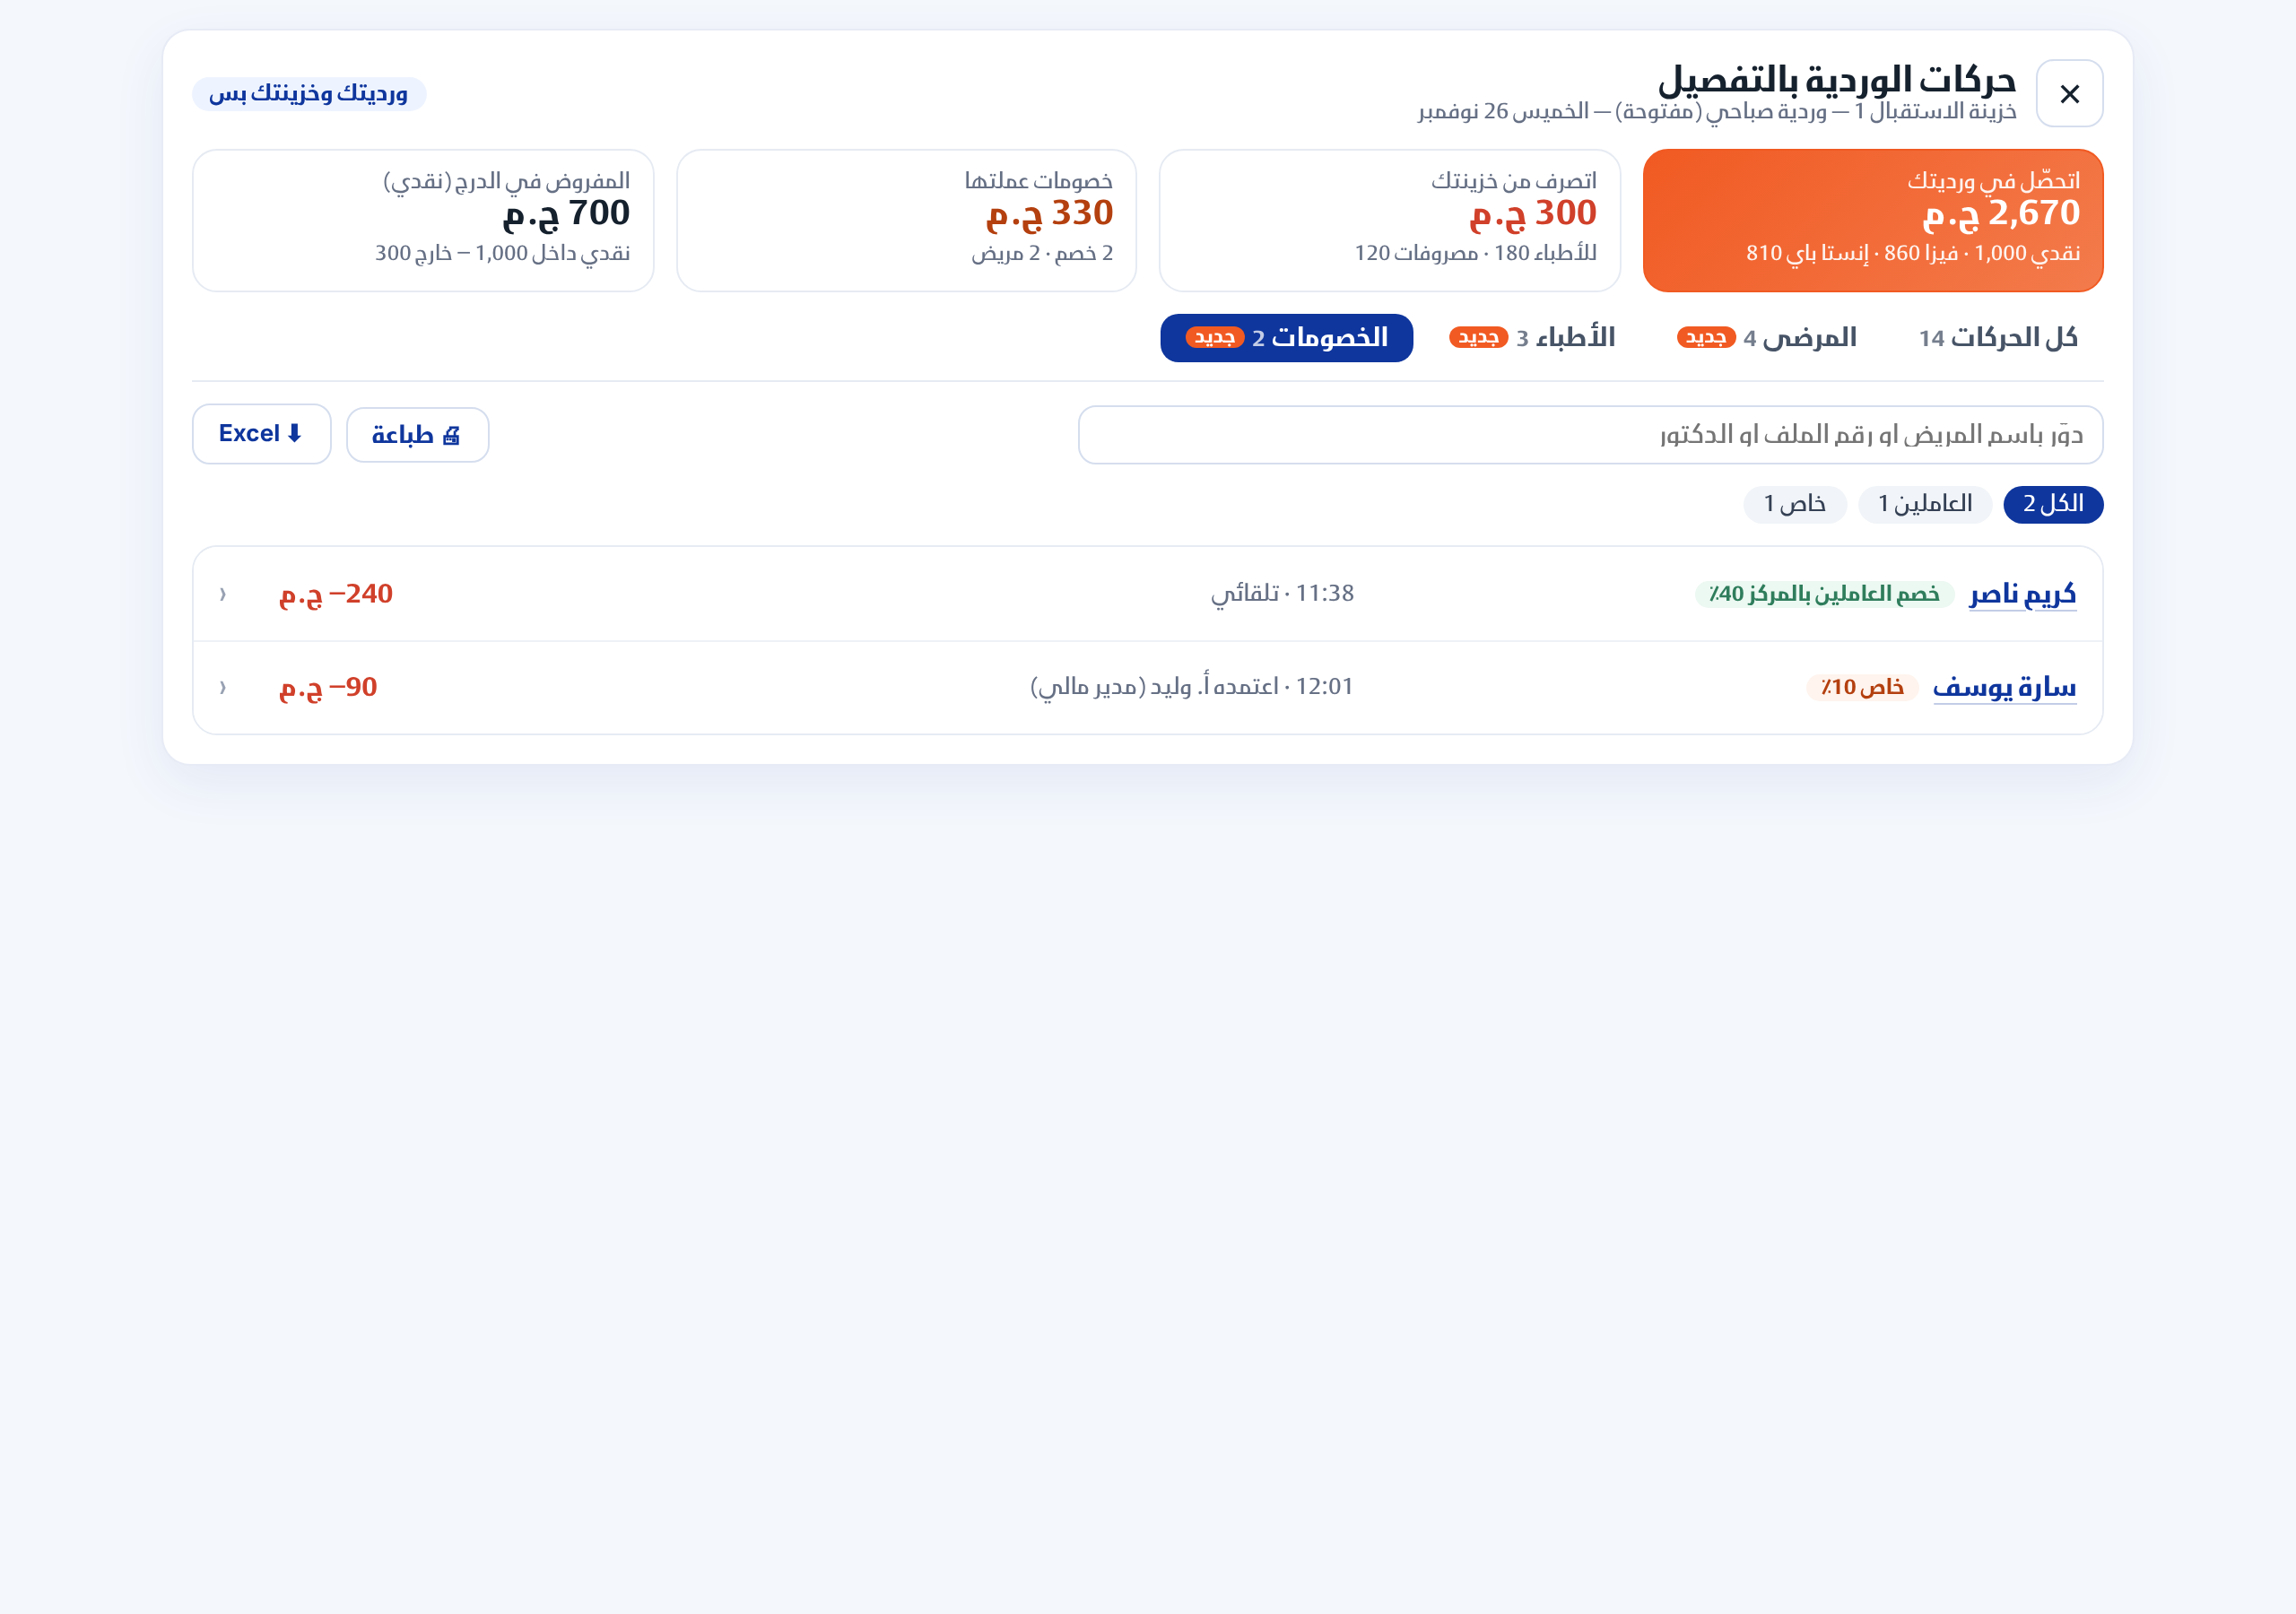 ✕
حركات الوردية بالتفصيل
خزينة الاستقبال 1 — وردية صباحي (مفتوحة) — الخميس 26 نوفمبر
ورديتك وخزينتك بس
اتحصّل في ورديتك
2,670 ج.م
نقدي 1,000 · فيزا 860 · إنستا باي 810
اتصرف من خزينتك
300 ج.م
للأطباء 180 · مصروفات 120
خصومات عملتها
330 ج.م
2 خصم · 2 مريض
المفروض في الدرج (نقدي)
700 ج.م
نقدي داخل 1,000 – خارج 300
كل الحركات 14
المرضى 4 جديد
الأطباء 3 جديد
الخصومات 2 جديد
دوّر باسم المريض او رقم الملف او الدكتور
🖨 طباعة
⬇ Excel
الكل 2
العاملين 1
خاص 1
كريم ناصر خصم العاملين بالمركز 40٪ 11:38 · تلقائي –240 ج.م ‹
سارة يوسف خاص 10٪ 12:01 · اعتمده أ. وليد (مدير مالي) –90 ج.م ‹